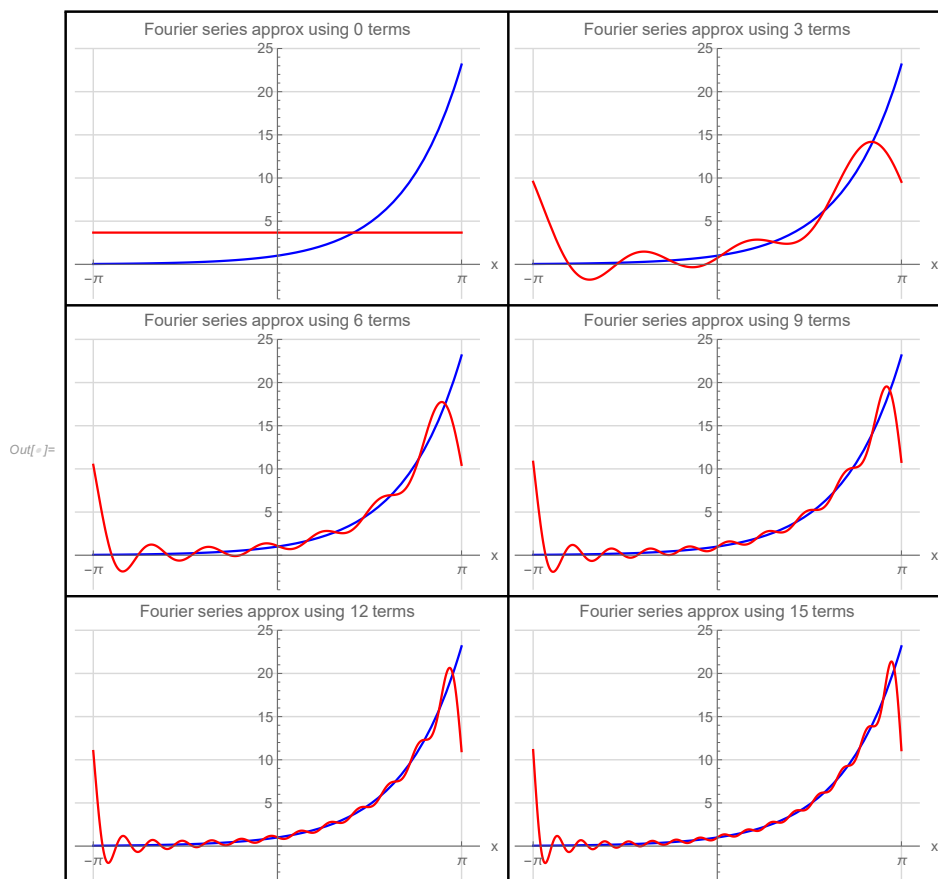 Fourier series approx using 0 terms
25
20
15
10
5
−π
π
x
Fourier series approx using 3 terms
25
20
15
10
5
−π
π
x
Fourier series approx using 6 terms
25
20
15
10
5
−π
π
x
Out[ ]=
Fourier series approx using 9 terms
25
20
15
10
5
−π
π
x
Fourier series approx using 12 terms
25
20
15
10
5
−π
π
x
Fourier series approx using 15 terms
25
20
15
10
5
−π
π
x